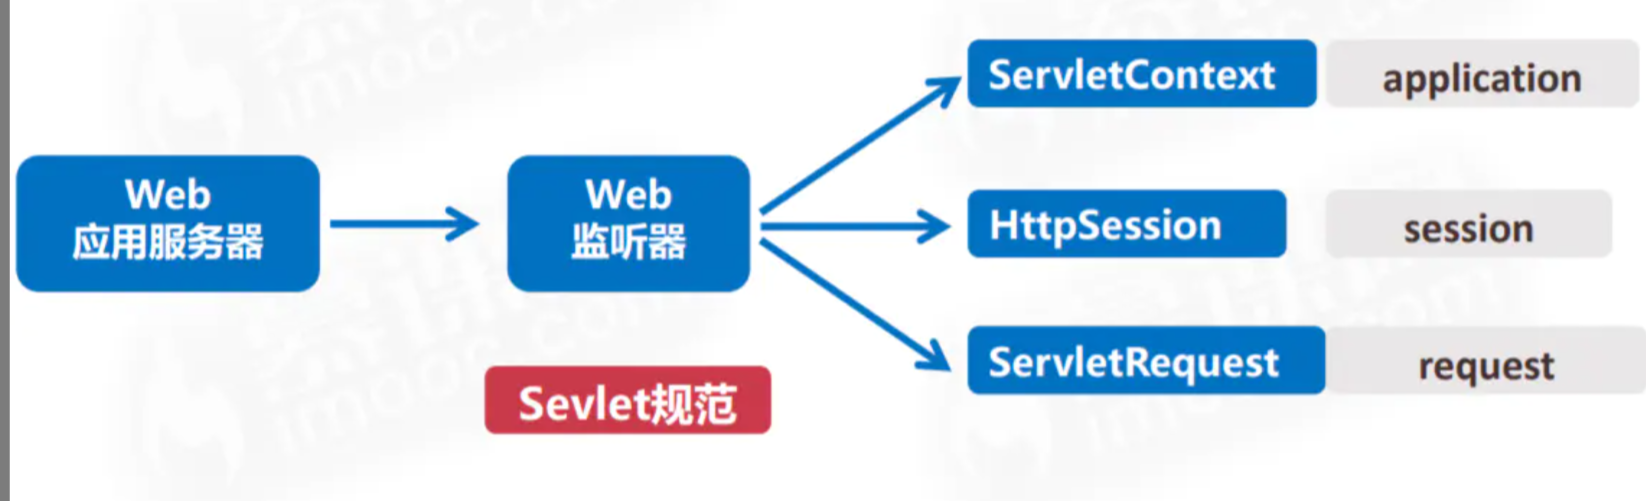 Web
应用服务器
Web
监听器
Sevlet规范
ServletContext application
HttpSession session
ServletRequest request
imooc.com